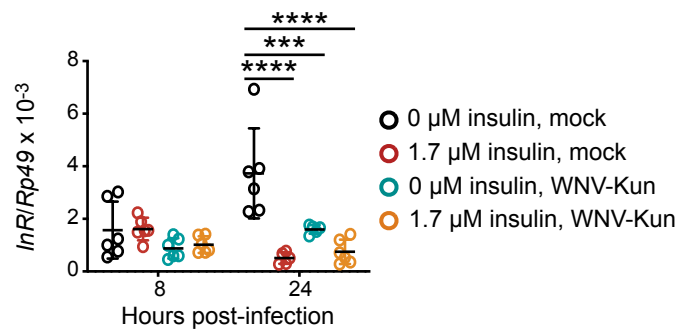 ****
***
****
InR/Rp49 x 10-3
8
6
4
2
0
8
24
Hours post-infection
0 µM insulin, mock
1.7 µM insulin, mock
0 µM insulin, WNV-Kun
1.7 µM insulin, WNV-Kun